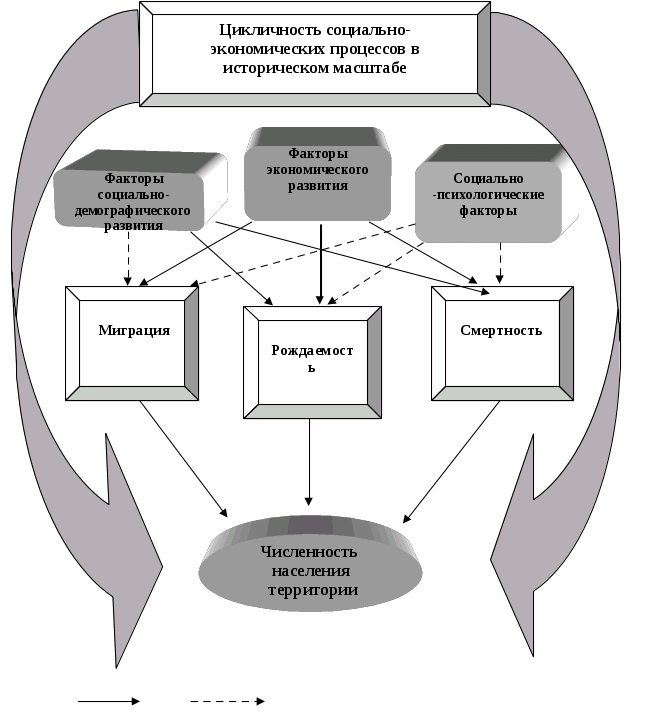 Цикличность социально-
экономических процессов в
историческом масштабе
Факторы
социально-
демографического
развития
Факторы
экономического
развития
Социально
-психологические
факторы
Миграция
Рождаемост
ь
Смертность
Численность
населения
территории